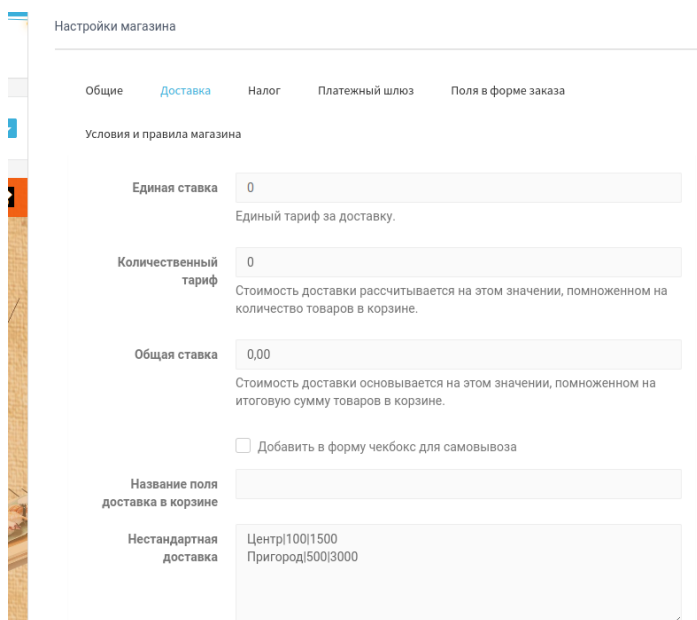 Настройки магазина
Общие Доставка Налог Платежный шлюз Поля в форме заказа
Условия и правила магазина
Единая ставка 0
Единый тариф за доставку.
Количественный 0
тариф
Стоимость доставки рассчитывается на этом значении, помноженном на
количество товаров в корзине.
Общая ставка 0,00
Стоимость доставки основывается на этом значении, помноженном на
итоговую сумму товаров в корзине.
Добавить в форму чекбокс для самовывоза
Название поля
доставка в корзине
Нестандартная Центр|100|1500
доставка Пригород|500|3000